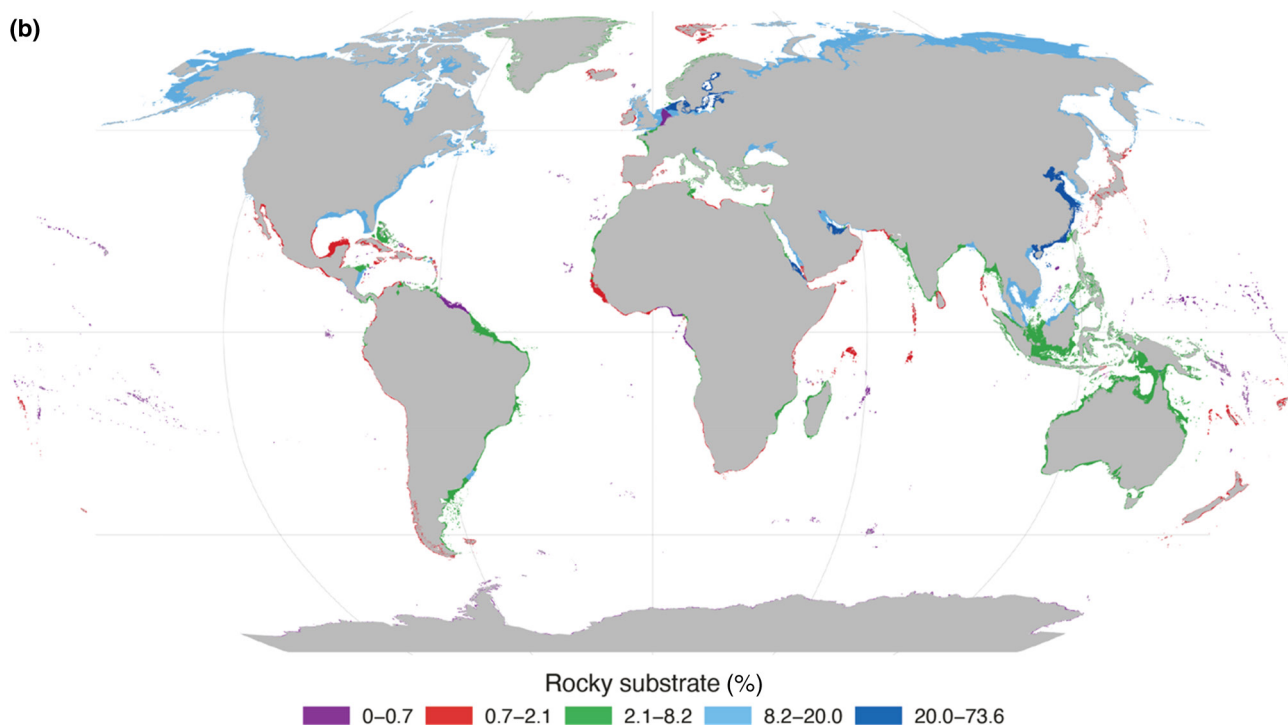 (b)
Rocky substrate (%)
0–0.7 0.7–2.1 2.1–8.2 8.2–20.0 20.0–73.6